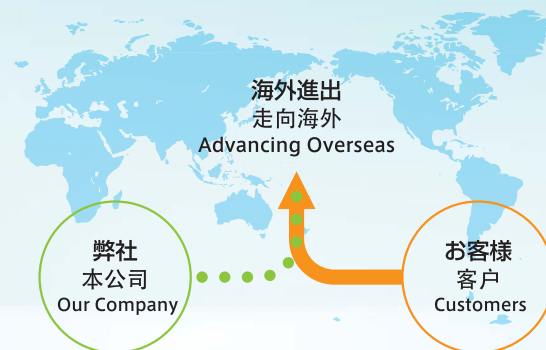 海外進出
走向海外
Advancing Overseas
弊社
本公司
Our Company
お客様
客户
Customers